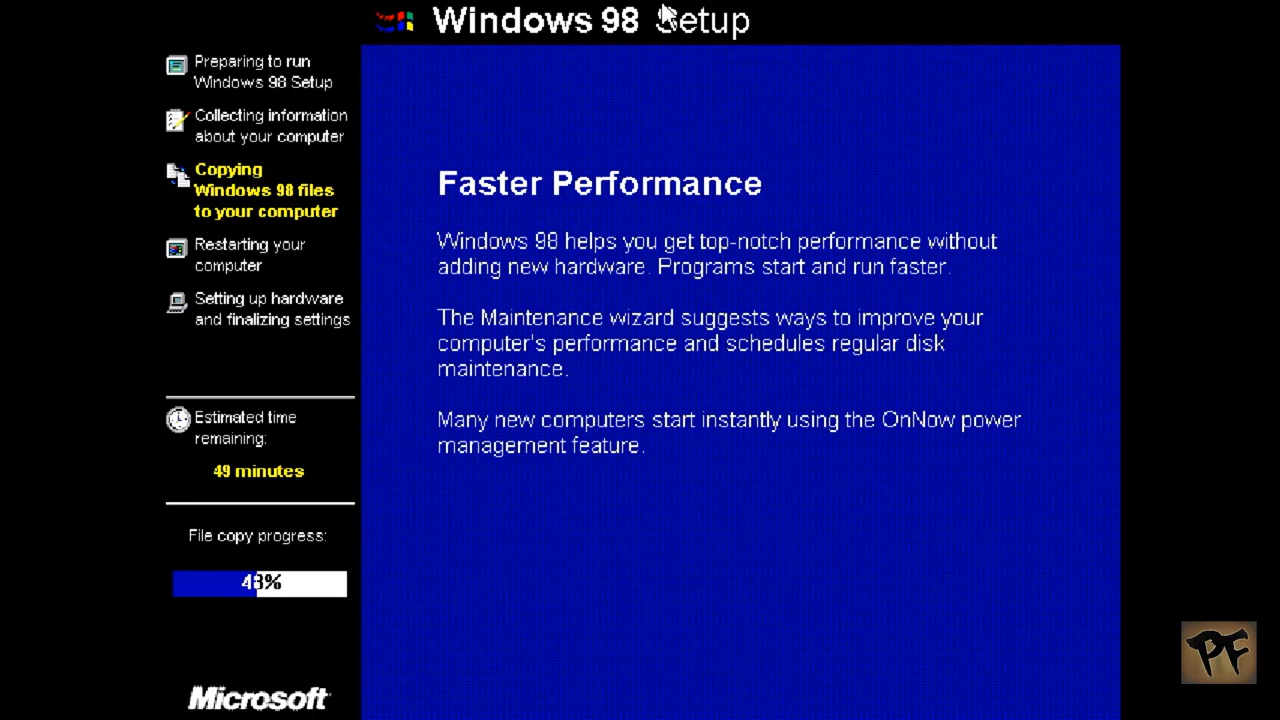 Windows 98 Setup
Preparing to run
Windows 98 Setup
Collecting information
about your computer
Copying
Windows 98 files
to your computer
Restarting your
computer
Setting up hardware
and finalizing settings
Estimated time
remaining:
49 minutes
File copy progress:
48%
Microsoft
Faster Performance
Windows 98 helps you get top-notch performance without
adding new hardware. Programs start and run faster.
The Maintenance wizard suggests ways to improve your
computer's performance and schedules regular disk
maintenance.
Many new computers start instantly using the OnNow power
management feature.
PF